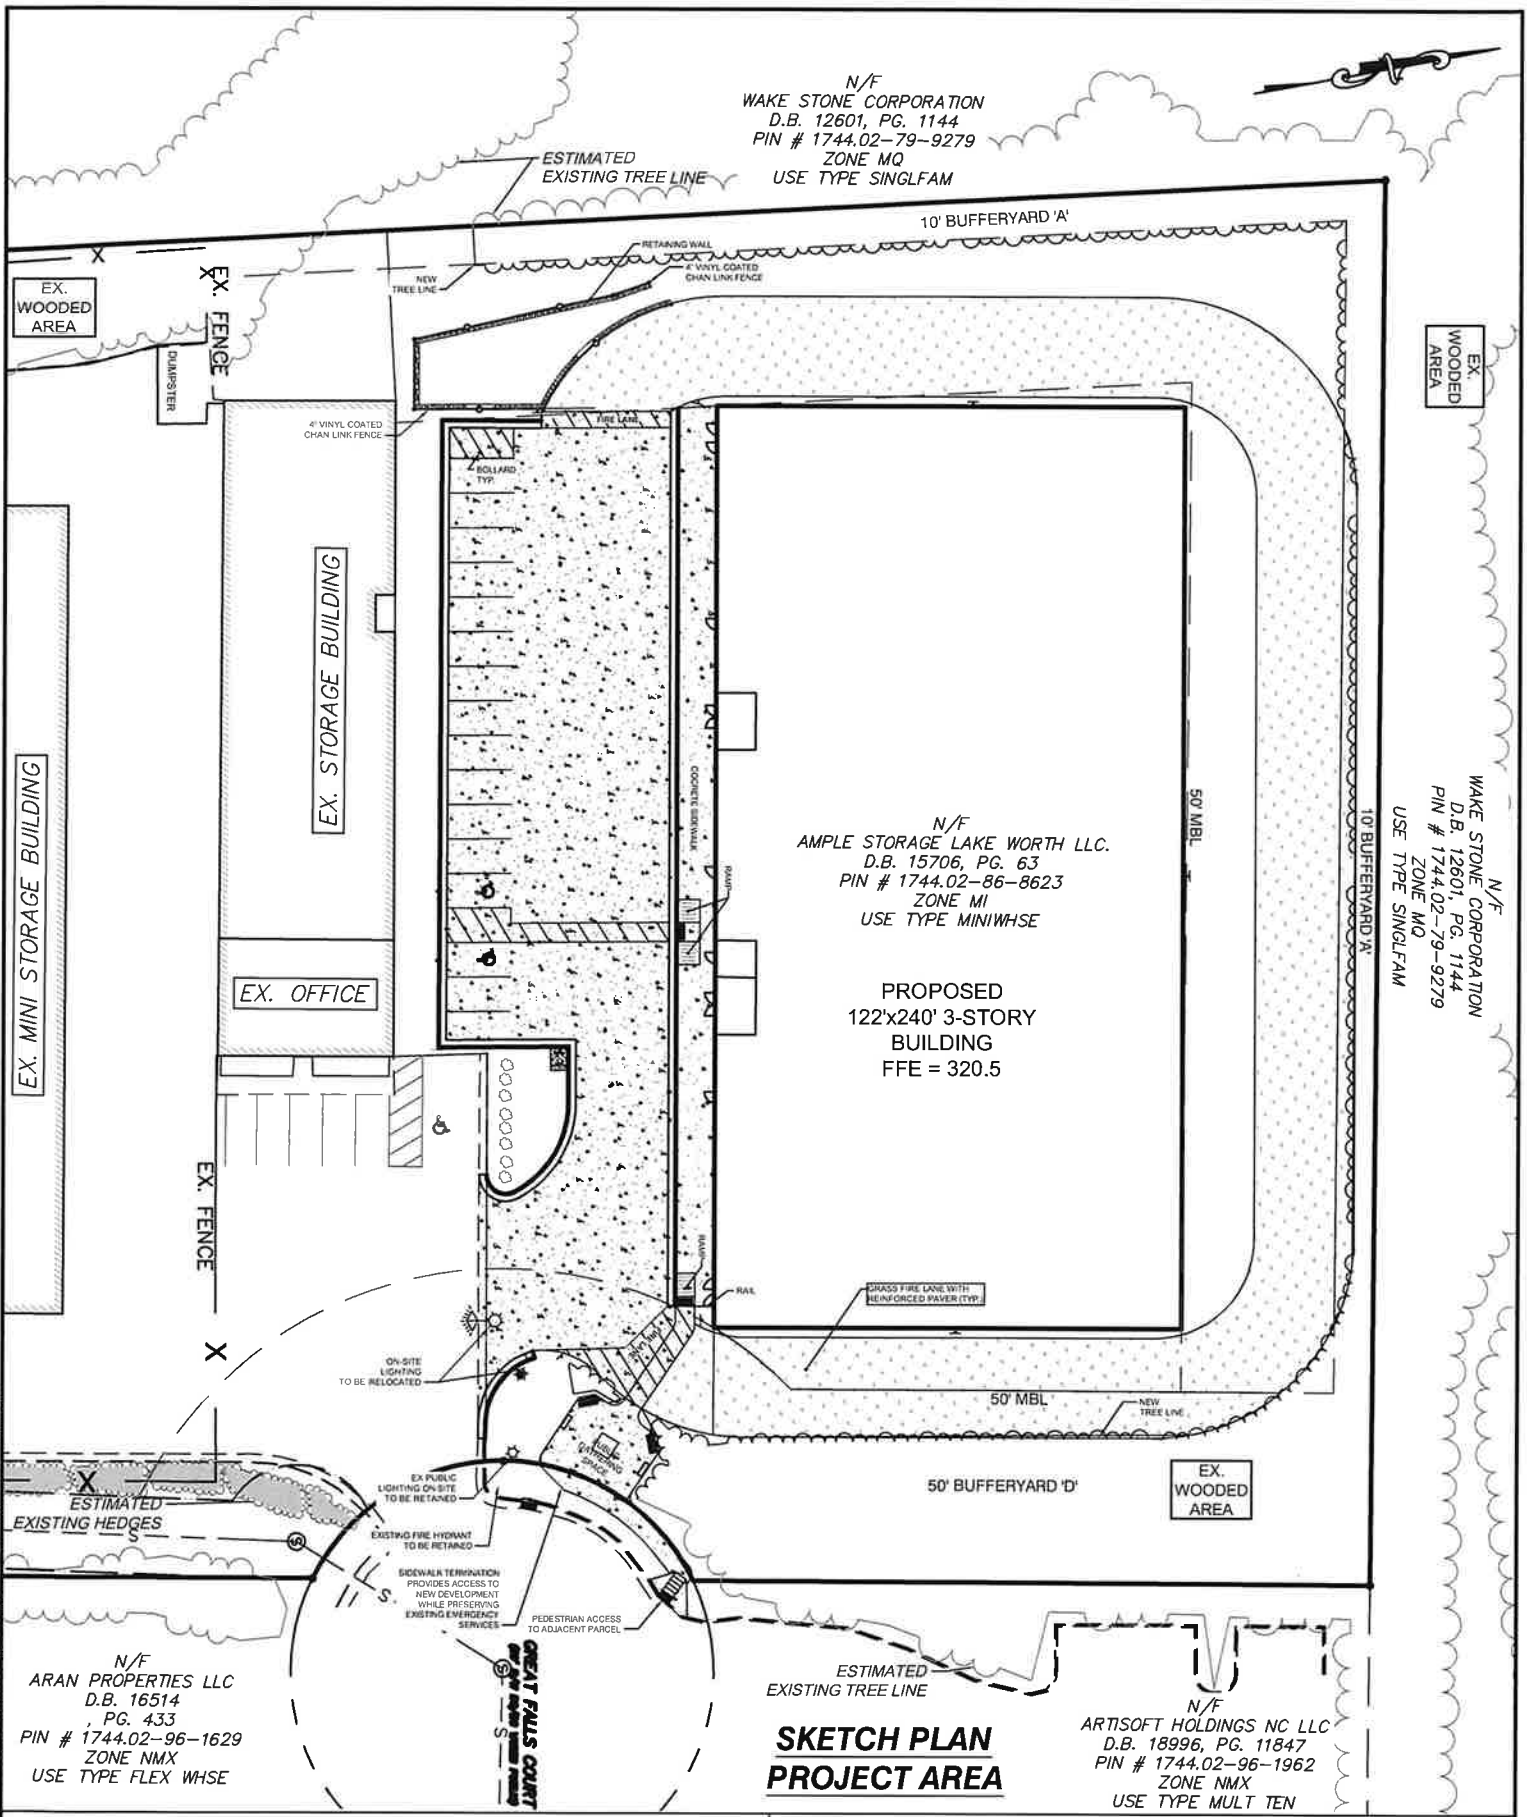 N/F
WAKE STONE CORPORATION
D.B. 12601, PG. 1144
PIN # 1744.02-79-9279
ZONE MQ
USE TYPE SINGLFAM
ESTIMATED
EXISTING TREE LINE
10' BUFFERYARD 'A'
RETAINING WALL
4' VINYL COATED
CHAN LINK FENCE
NEW
TREE LINE
X
X
EX. FENCE
EX.
WOODED
AREA
DUMPSTER
EX.
WOODED
AREA
4' VINYL COATED
CHAN LINK FENCE
FIRE LANE
BOLLARD
TYP.
EX. STORAGE BUILDING
EX. MINI STORAGE BUILDING
EX. OFFICE
COCRETE SIDEWALK
RAMP
50' MBL
10' BUFFERYARD 'A'
N/F
WAKE STONE CORPORATION
D.B. 12601, PG. 1144
PIN # 1744.02-79-9279
ZONE MQ
USE TYPE SINGLFAM
N/F
AMPLE STORAGE LAKE WORTH LLC.
D.B. 15706, PG. 63
PIN # 1744.02-86-8623
ZONE MI
USE TYPE MINIWHSE
PROPOSED
122'x240' 3-STORY
BUILDING
FFE = 320.5
EX. FENCE
X
RAMP
RAIL
GRASS FIRE LANE WITH
REINFORCED PAVER (TYP.)
FIRE LANE
ON-SITE
LIGHTING
TO BE RELOCATED
50' MBL
NEW
TREE LINE
PUBLIC
GATHERING
SPACE
50' BUFFERYARD 'D'
EX.
WOODED
AREA
X
ESTIMATED
EXISTING HEDGES
S
S
S
EX PUBLIC
LIGHTING ON-SITE
TO BE RETAINED
EXISTING FIRE HYDRANT
TO BE RETAINED
SIDEWALK TERMINATION
PROVIDES ACCESS TO
NEW DEVELOPMENT
WHILE PRESERVING
EXISTING EMERGENCY
SERVICES
PEDESTRIAN ACCESS
TO ADJACENT PARCEL
S
S
GREAT FALLS COURT
ESTIMATED
EXISTING TREE LINE
N/F
ARAN PROPERTIES LLC
D.B. 16514
, PG. 433
PIN # 1744.02-96-1629
ZONE NMX
USE TYPE FLEX WHSE
SKETCH PLAN
PROJECT AREA
N/F
ARTISOFT HOLDINGS NC LLC
D.B. 18996, PG. 11847
PIN # 1744.02-96-1962
ZONE NMX
USE TYPE MULT TEN